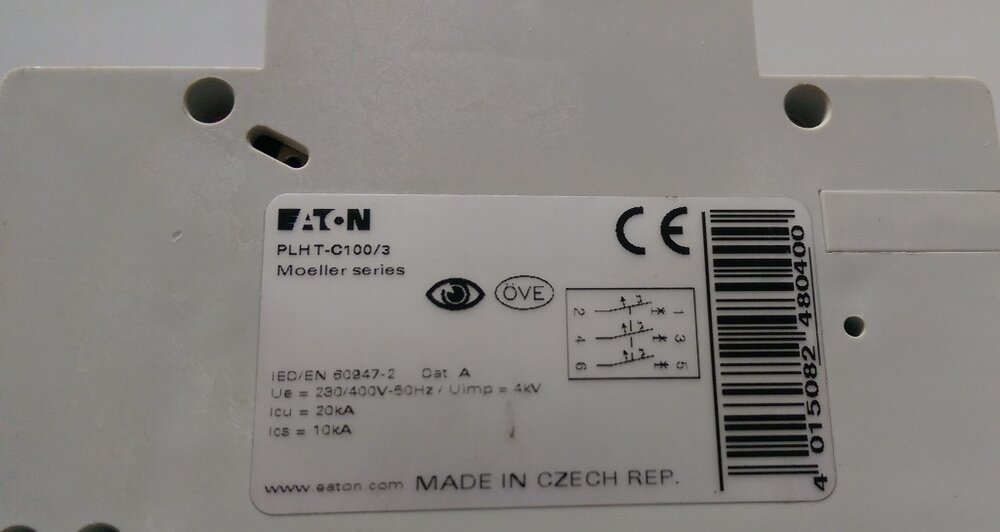 EATON
PLHT-C100/3
Moeller series
CE
ÖVE
2 1
4 3
6 5
IEC/EN 60947-2 Cat A
Ue = 230/400V-50Hz / Uimp = 4kV
Icu = 20kA
Ics = 10kA
www.eaton.com MADE IN CZECH REP.
4 015082 480400